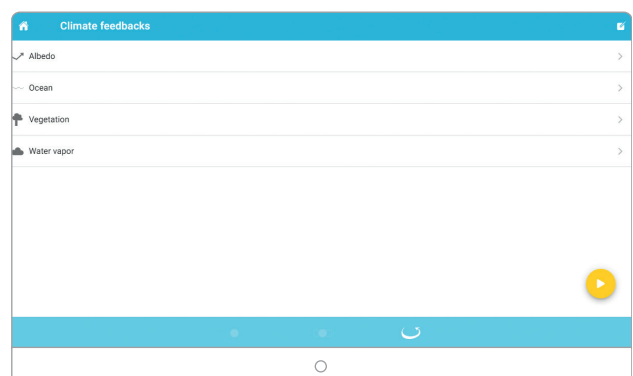 Climate feedbacks
Albedo
Ocean
Vegetation
Water vapor